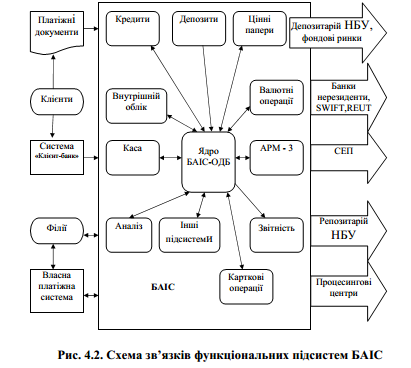 Платіжні
документи
Клієнти
Система
«Клієнт-банк»
Філії
Власна
платіжна
система
Кредити
Депозити
Цінні
папери
Внутрішній
облік
Валютні
операції
Каса
Ядро
БАІС-ОДБ
АРМ - 3
Аналіз
Інші
підсистемИ
Звітність
Карткові
операції
БАІС
Депозитарій НБУ,
фондові ринки
Банки
нерезиденти,
SWIFT,REUT
СЕП
Репозитарій
НБУ
Процесингові
центри
Рис. 4.2. Схема зв’язків функціональних підсистем БАІС